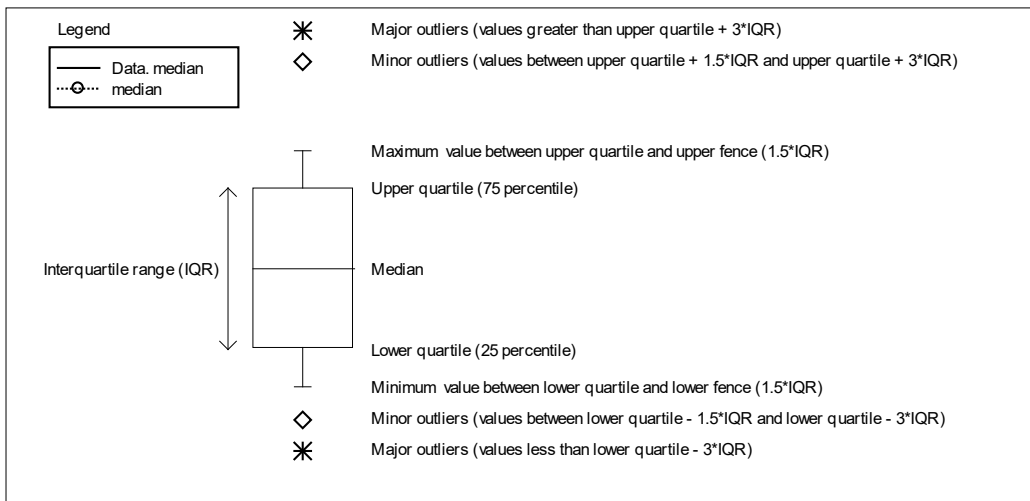 Legend
Data. median
median
Major outliers (values greater than upper quartile + 3*IQR)
Minor outliers (values between upper quartile + 1.5*IQR and upper quartile + 3*IQR)
Maximum value between upper quartile and upper fence (1.5*IQR)
Upper quartile (75 percentile)
Interquartile range (IQR)
Median
Lower quartile (25 percentile)
Minimum value between lower quartile and lower fence (1.5*IQR)
Minor outliers (values between lower quartile - 1.5*IQR and lower quartile - 3*IQR)
Major outliers (values less than lower quartile - 3*IQR)